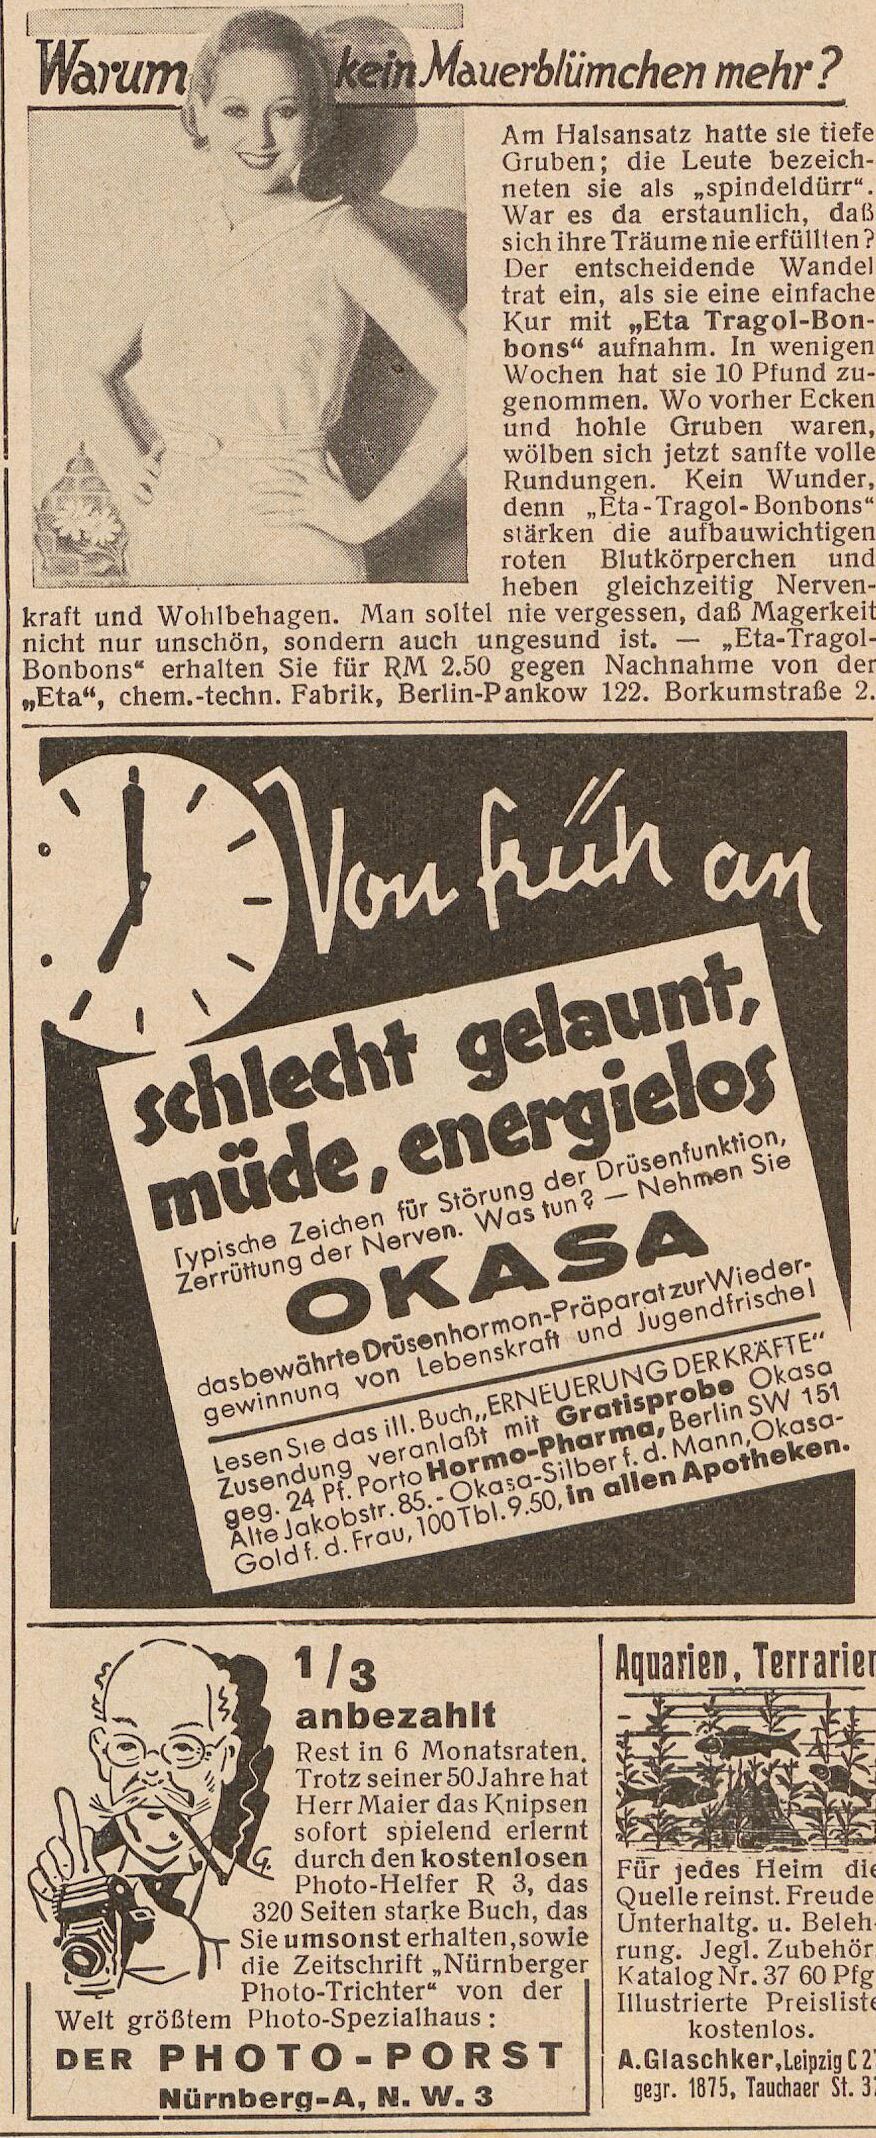 Warum kein Mauerblümchen mehr?
Am Halsansatz hatte sie tiefe
Gruben; die Leute bezeich-
neten sie als „spindeldürr“.
War es da erstaunlich, daß
sich ihre Träume nie erfüllten?
Der entscheidende Wandel
trat ein, als sie eine einfache
Kur mit „Eta Tragol-Bon-
bons“ aufnahm. In wenigen
Wochen hat sie 10 Pfund zu-
genommen. Wo vorher Ecken
und hohle Gruben waren,
wölben sich jetzt sanfte volle
Rundungen. Kein Wunder,
denn „Eta-Tragol-Bonbons“
stärken die aufbauwichtigen
roten Blutkörperchen und
heben gleichzeitig Nerven-
kraft und Wohlbehagen. Man soltel nie vergessen, daß Magerkeit
nicht nur unschön, sondern auch ungesund ist. — „Eta-Tragol-
Bonbons“ erhalten Sie für RM 2.50 gegen Nachnahme von der
„Eta“, chem.-techn. Fabrik, Berlin-Pankow 122. Borkumstraße 2.
Von früh an
schlecht gelaunt,
müde, energielos
Typische Zeichen für Störung der Drüsenfunktion,
Zerrüttung der Nerven. Was tun? — Nehmen Sie
OKASA
das bewährte Drüsenhormon-Präparat zur Wieder-
gewinnung von Lebenskraft und Jugendfrische!
Lesen Sie das ill. Buch „ERNEUERUNG DER KRÄFTE“
Zusendung veranlaßt mit Gratisprobe Okasa
geg. 24 Pf. Porto Hormo-Pharma, Berlin SW 151
Alte Jakobstr. 85.- Okasa-Silber f. d. Mann, Okasa-
Gold f. d. Frau, 100 Tbl. 9.50, in allen Apotheken.
1/3
anbezahlt
Rest in 6 Monatsraten.
Trotz seiner 50 Jahre hat
Herr Maier das Knipsen
sofort spielend erlernt
durch den kostenlosen
Photo-Helfer R 3, das
320 Seiten starke Buch, das
Sie umsonst erhalten, sowie
die Zeitschrift „Nürnberger
Photo-Trichter“ von der
Welt größtem Photo-Spezialhaus:
DER PHOTO-PORST
Nürnberg-A, N. W. 3
G.
Aquarien, Terrarien
Für jedes Heim die
Quelle reinst. Freude
Unterhaltg. u. Beleh-
rung. Jegl. Zubehör
Katalog Nr. 37 60 Pfg
Illustrierte Preisliste
kostenlos.
A. Glaschker, Leipzig C 2
gegr. 1875, Tauchaer St.